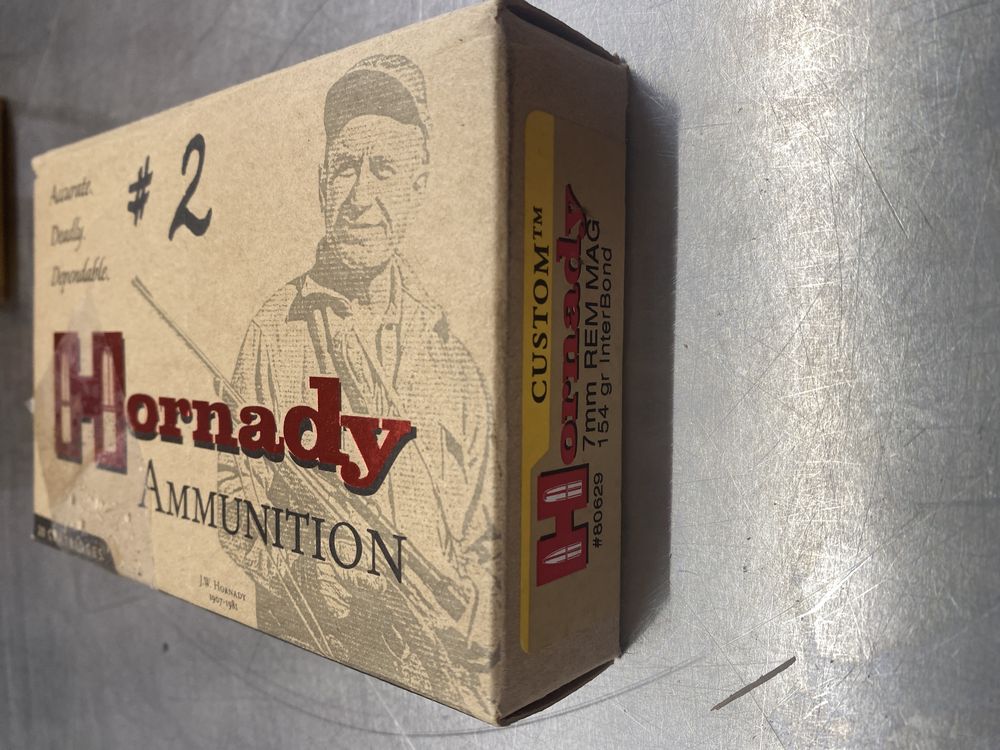 Accurate.
Deadly.
Dependable.
# 2
Hornady
AMMUNITION
J.W. HORNADY
1907-1981
CUSTOM™
Hornady
7mm REM MAG
#80629 154 gr InterBond